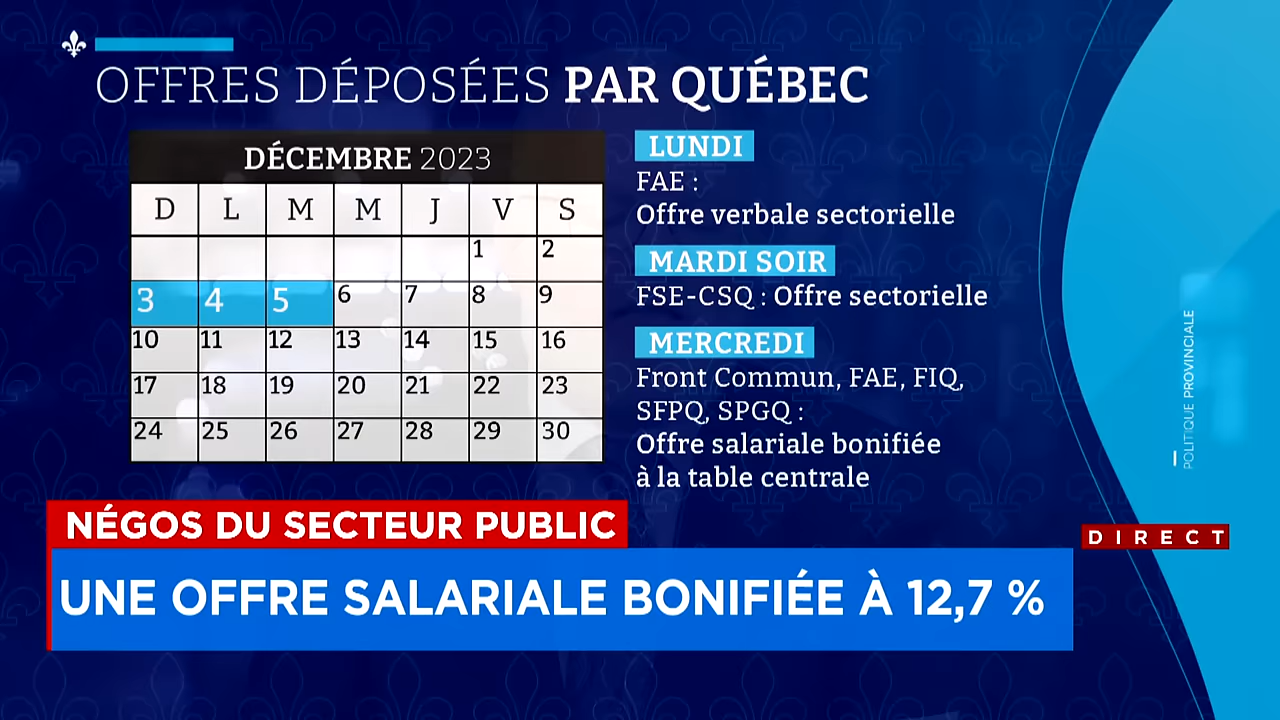 OFFRES DÉPOSÉES PAR QUÉBEC
DÉCEMBRE 2023
D L M M J V S
1 2
3 4 5 6 7 8 9
10 11 12 13 14 15 16
17 18 19 20 21 22 23
24 25 26 27 28 29 30
LUNDI
FAE :
Offre verbale sectorielle
MARDI SOIR
FSE-CSQ : Offre sectorielle
MERCREDI
Front Commun, FAE, FIQ,
SFPQ, SPGQ :
Offre salariale bonifiée
à la table centrale
POLITIQUE PROVINCIALE
NÉGOS DU SECTEUR PUBLIC
DIRECT
UNE OFFRE SALARIALE BONIFIÉE À 12,7 %